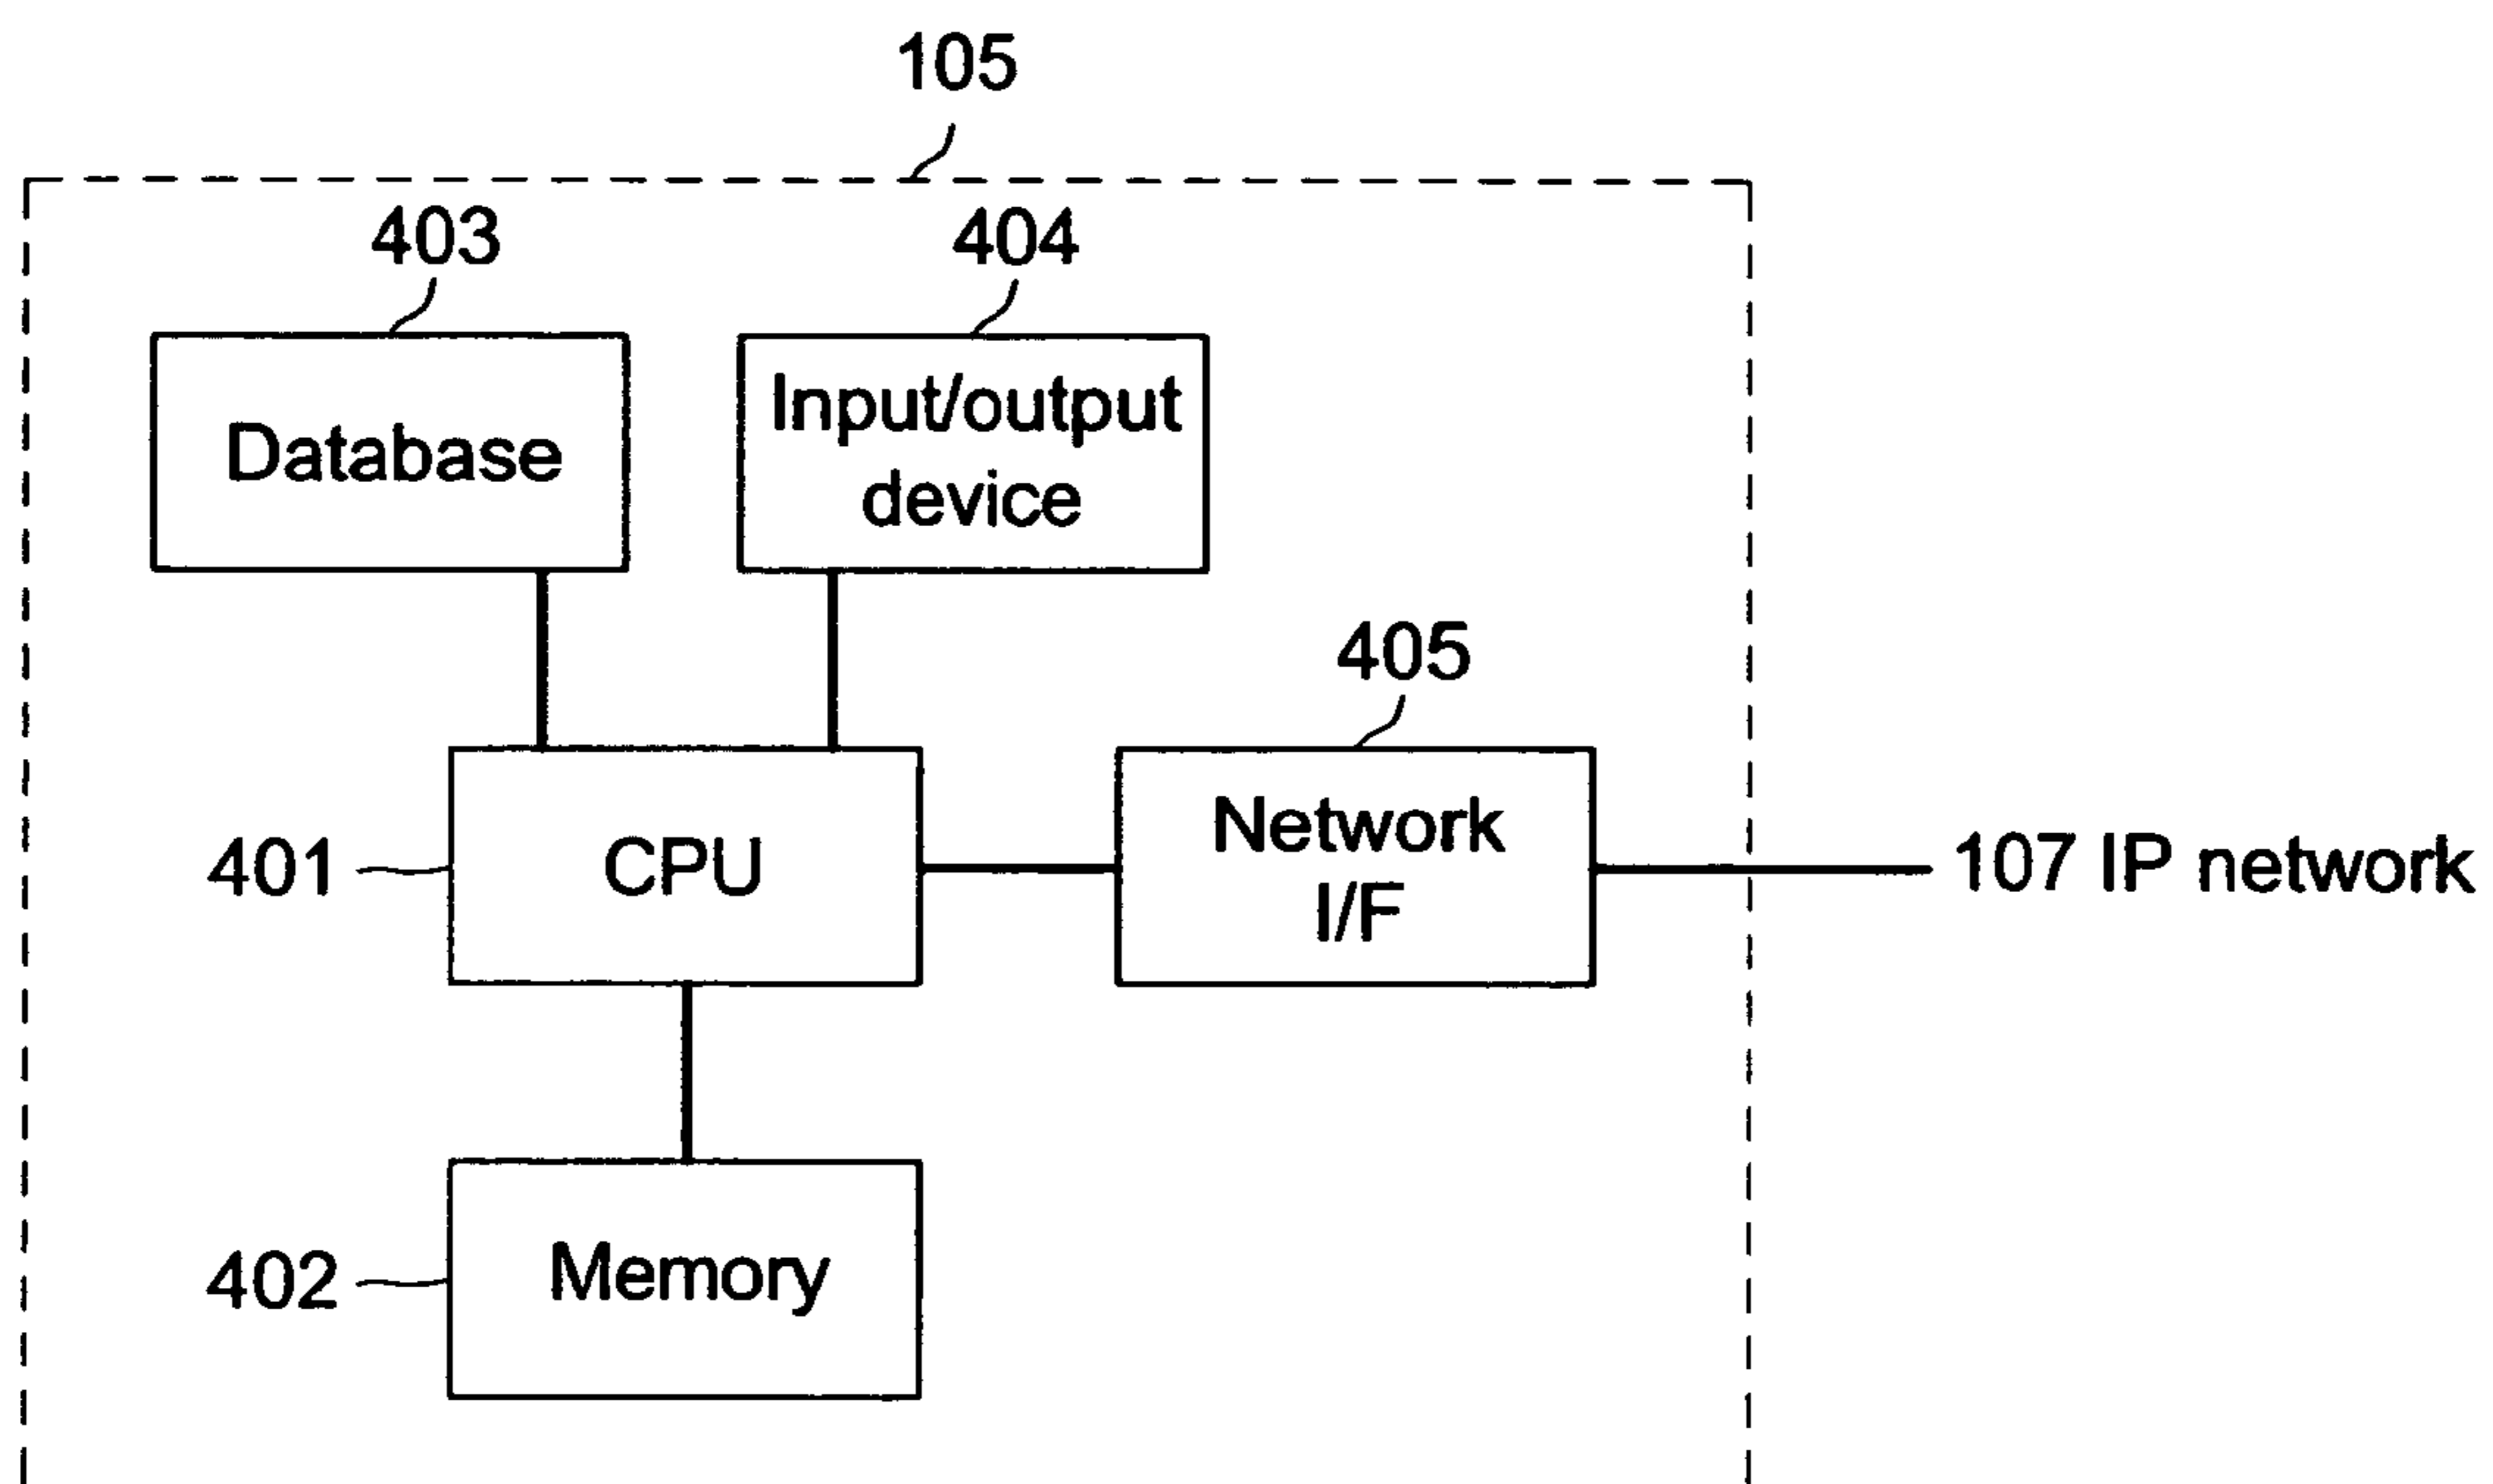 105
403
404
Database
Input/output
device
405
401
CPU
Network
I/F
107 IP network
402
Memory